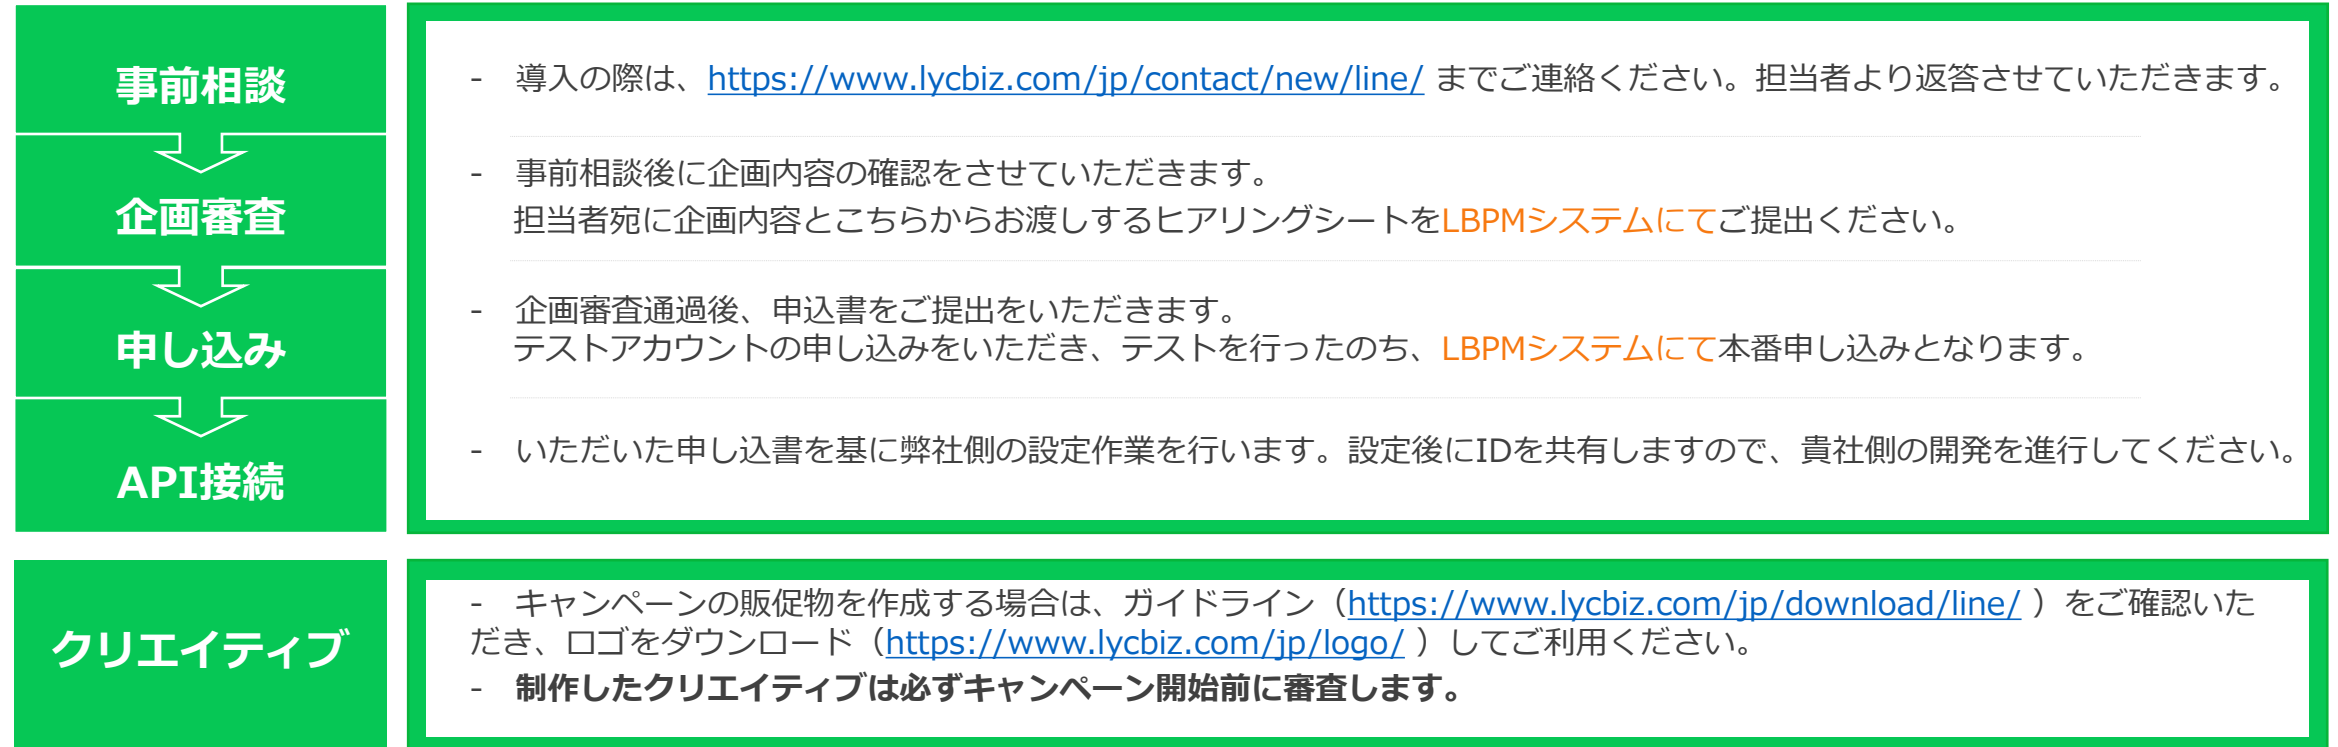 事前相談
- 導入の際は、https://www.lycbiz.com/jp/contact/new/line/ までご連絡ください。担当者より返答させていただきます。
企画審査
- 事前相談後に企画内容の確認をさせていただきます。
担当者宛に企画内容とこちらからお渡しするヒアリングシートをLBPMシステムにてご提出ください。
申し込み
- 企画審査通過後、申込書をご提出をいただきます。
テストアカウントの申し込みをいただき、テストを行ったのち、LBPMシステムにて本番申し込みとなります。
API接続
- いただいた申し込書を基に弊社側の設定作業を行います。設定後にIDを共有しますので、貴社側の開発を進行してください。
クリエイティブ
- キャンペーンの販促物を作成する場合は、ガイドライン（https://www.lycbiz.com/jp/download/line/ ）をご確認いた
だき、ロゴをダウンロード（https://www.lycbiz.com/jp/logo/ ）してご利用ください。
- 制作したクリエイティブは必ずキャンペーン開始前に審査します。